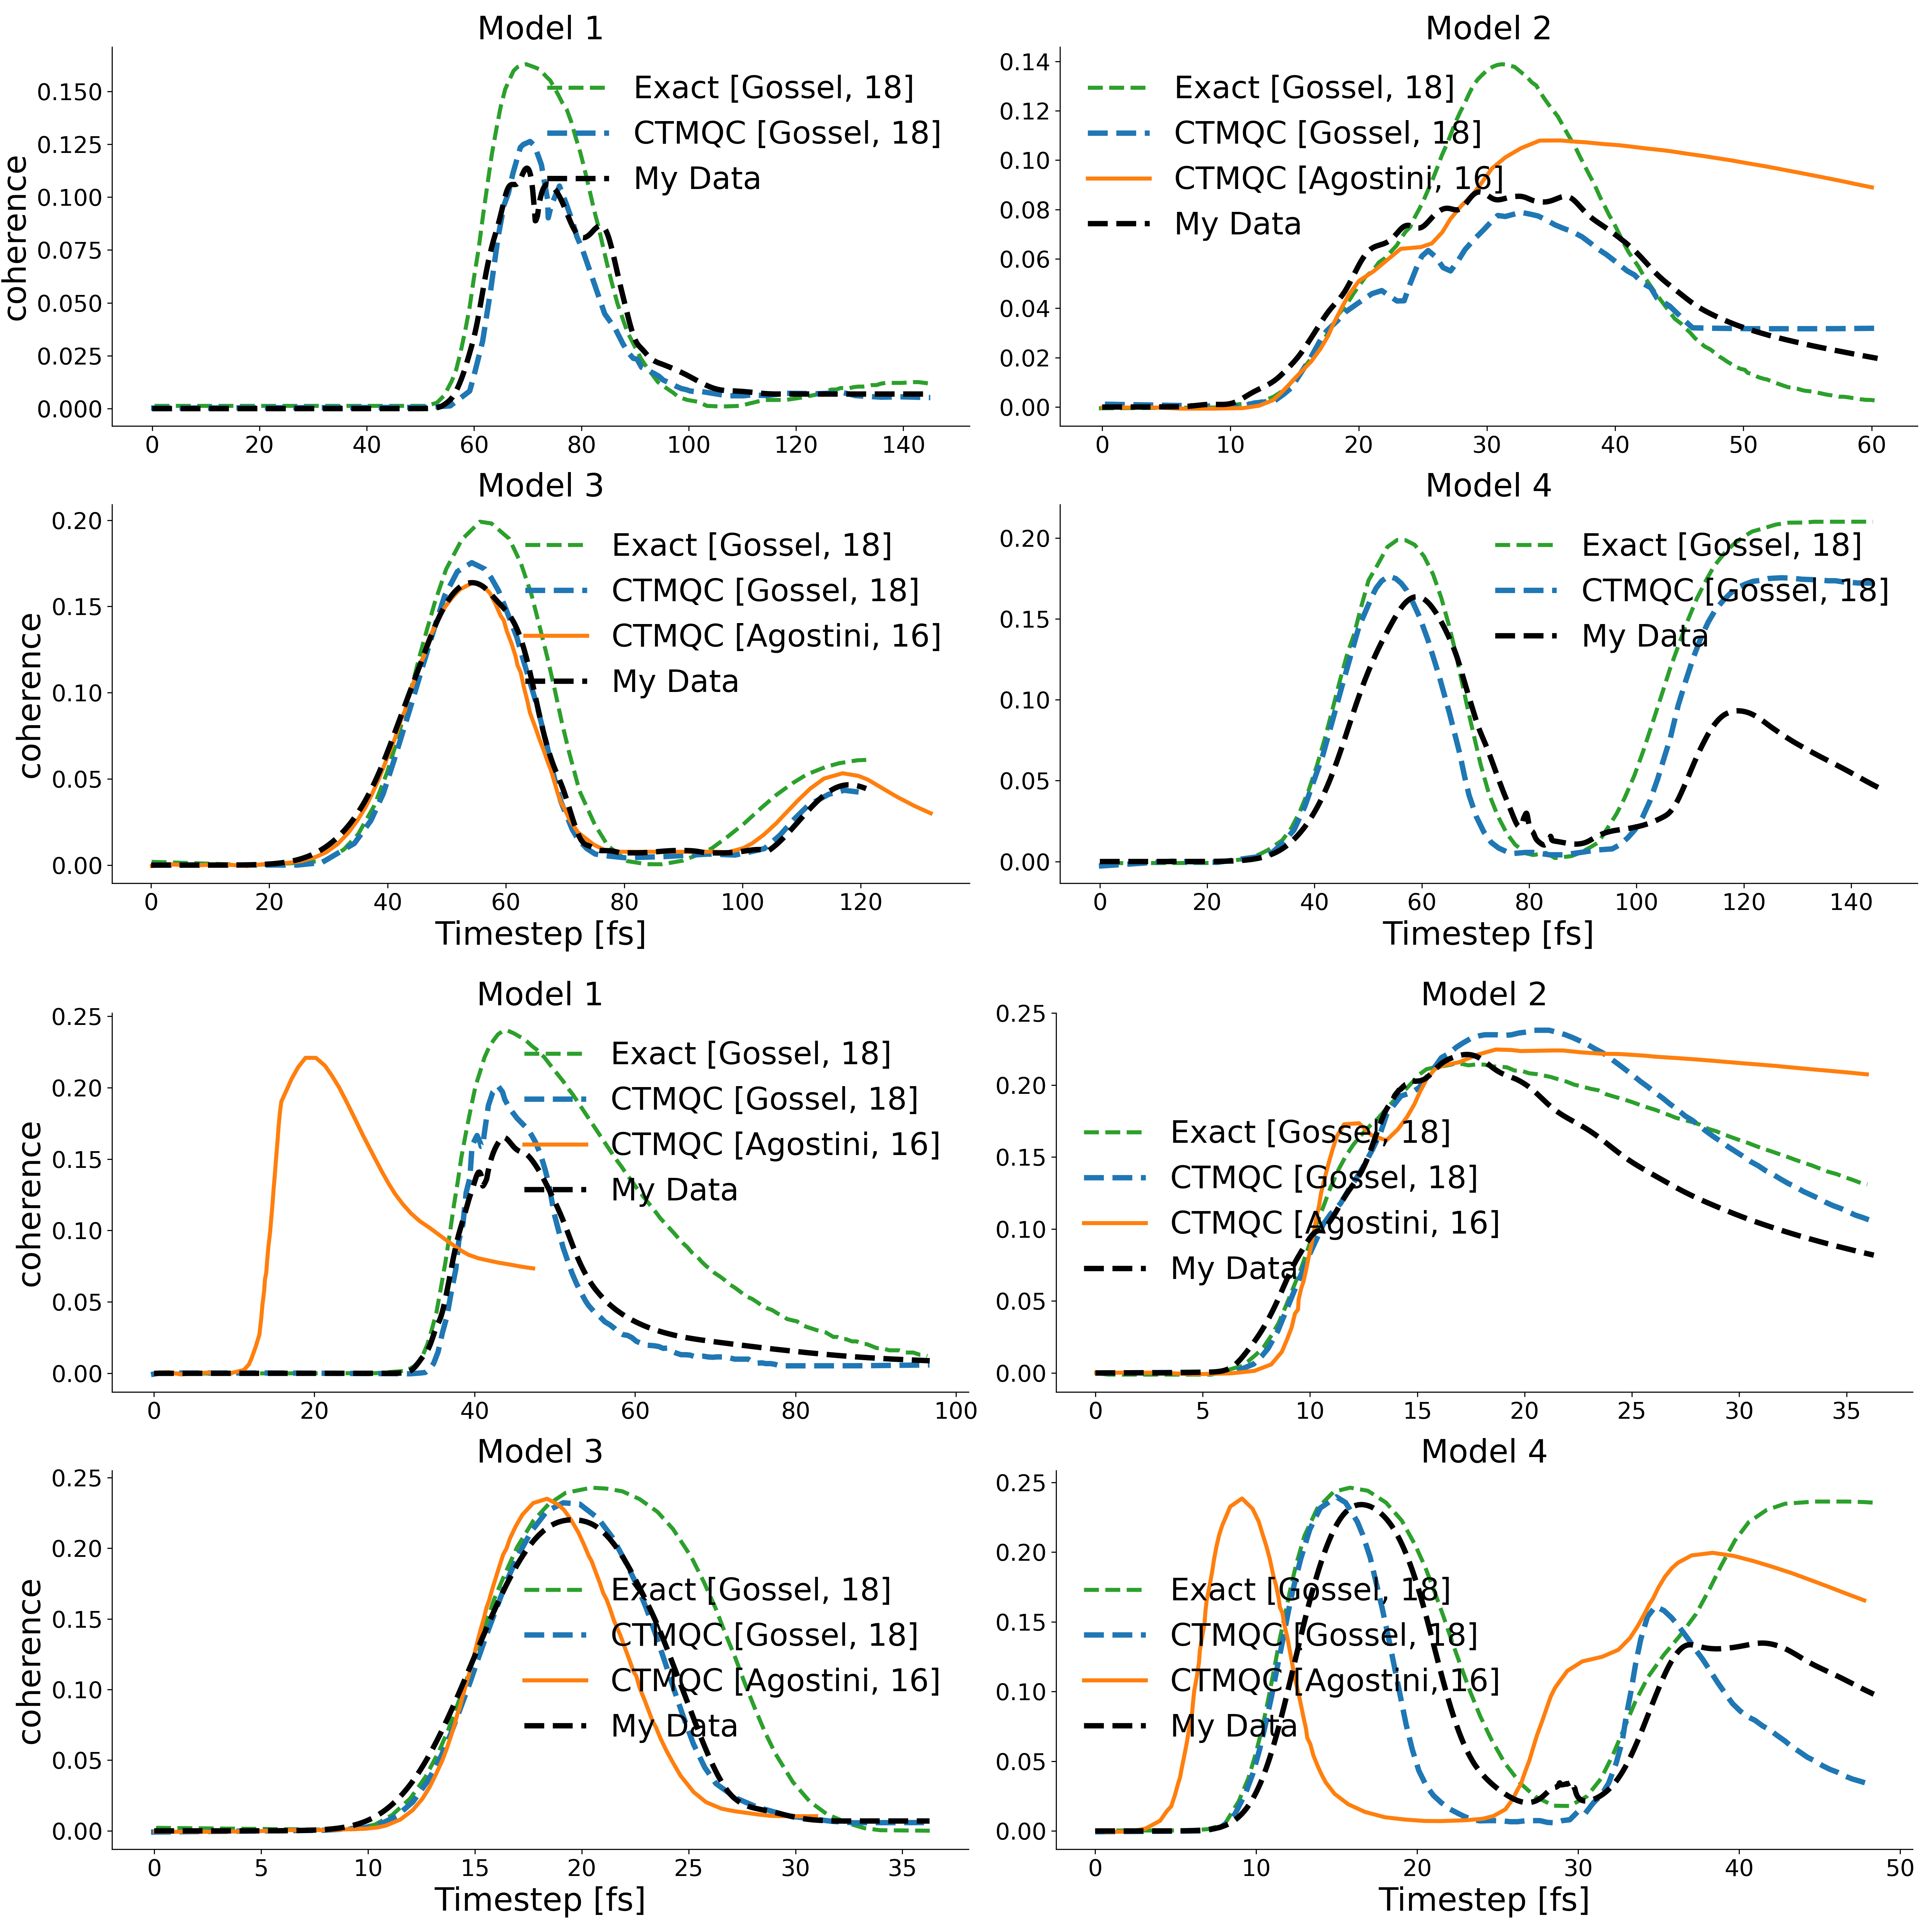 Model 1
0.150
0.125
0.100
0.075
0.050
0.025
0.000
coherence
Exact [Gossel, 18]
CTMQC [Gossel, 18]
My Data
0 20 40 60 80 100 120 140
Model 2
0.14
0.12
0.10
0.08
0.06
0.04
0.02
0.00
Exact [Gossel, 18]
CTMQC [Gossel, 18]
CTMQC [Agostini, 16]
My Data
0 10 20 30 40 50 60
Model 3
0.20
0.15
0.10
0.05
0.00
coherence
Exact [Gossel, 18]
CTMQC [Gossel, 18]
CTMQC [Agostini, 16]
My Data
0 20 40 60 80 100 120
Timestep [fs]
Model 4
0.20
0.15
0.10
0.05
0.00
Exact [Gossel, 18]
CTMQC [Gossel, 18]
My Data
0 20 40 60 80 100 120 140
Timestep [fs]
Model 1
0.25
0.20
0.15
0.10
0.05
0.00
coherence
Exact [Gossel, 18]
CTMQC [Gossel, 18]
CTMQC [Agostini, 16]
My Data
0 20 40 60 80 100
Model 2
0.25
0.20
0.15
0.10
0.05
0.00
Exact [Gossel, 18]
CTMQC [Gossel, 18]
CTMQC [Agostini, 16]
My Data
0 5 10 15 20 25 30 35
Model 3
0.25
0.20
0.15
0.10
0.05
0.00
coherence
Exact [Gossel, 18]
CTMQC [Gossel, 18]
CTMQC [Agostini, 16]
My Data
0 5 10 15 20 25 30 35
Timestep [fs]
Model 4
0.25
0.20
0.15
0.10
0.05
0.00
Exact [Gossel, 18]
CTMQC [Gossel, 18]
CTMQC [Agostini, 16]
My Data
0 10 20 30 40 50
Timestep [fs]